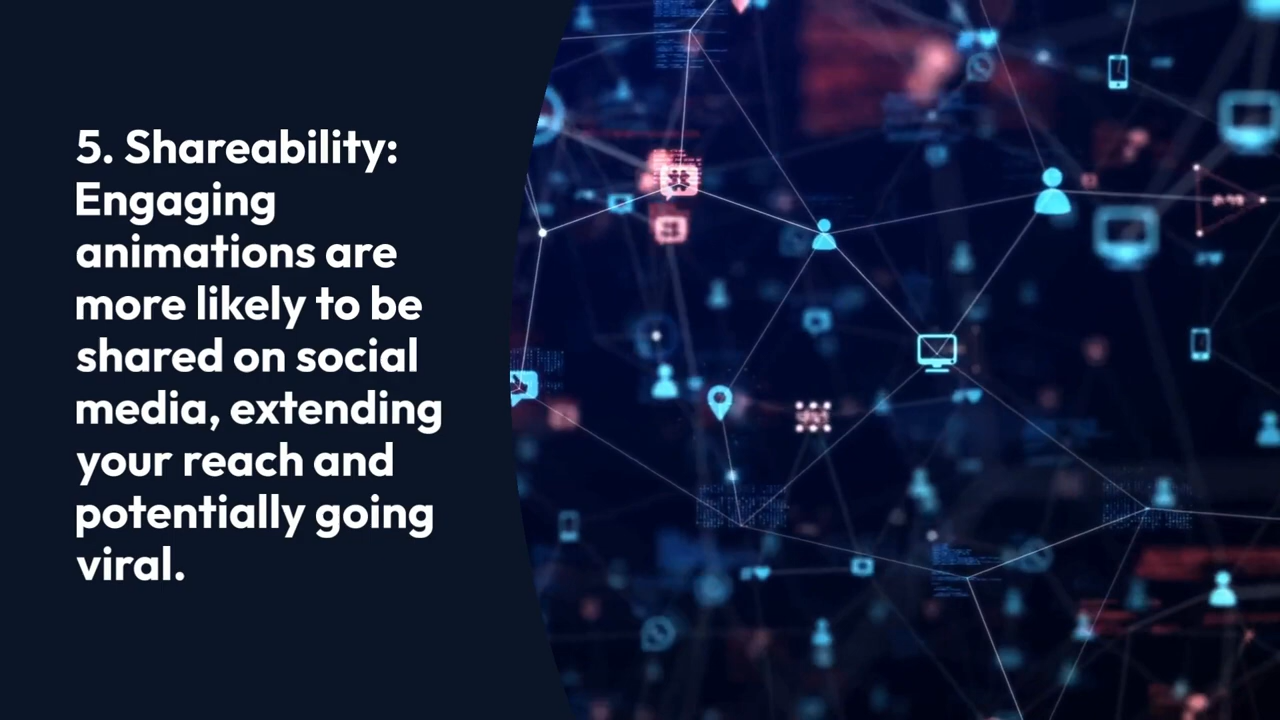 5. Shareability:
Engaging
animations are
more likely to be
shared on social
media, extending
your reach and
potentially going
viral.